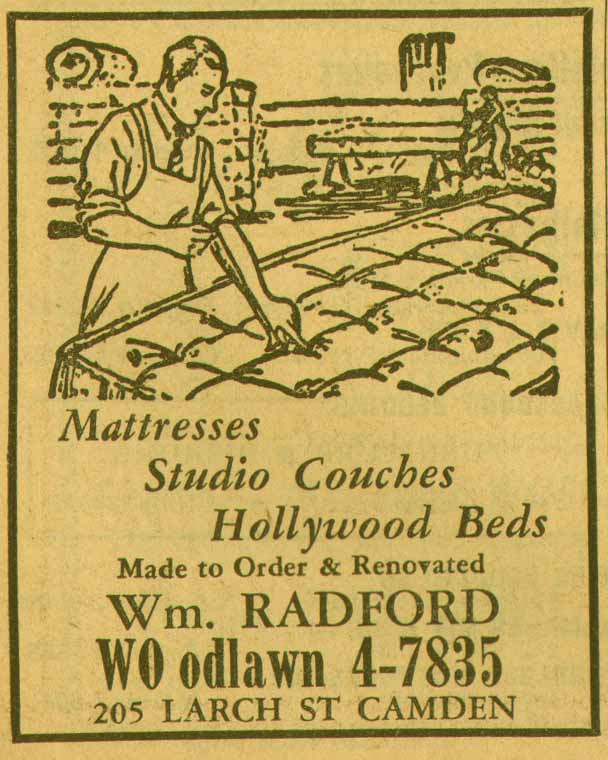 Mattresses
Studio Couches
Hollywood Beds
Made to Order & Renovated
Wm. RADFORD
WO odlawn 4-7835
205 LARCH ST CAMDEN